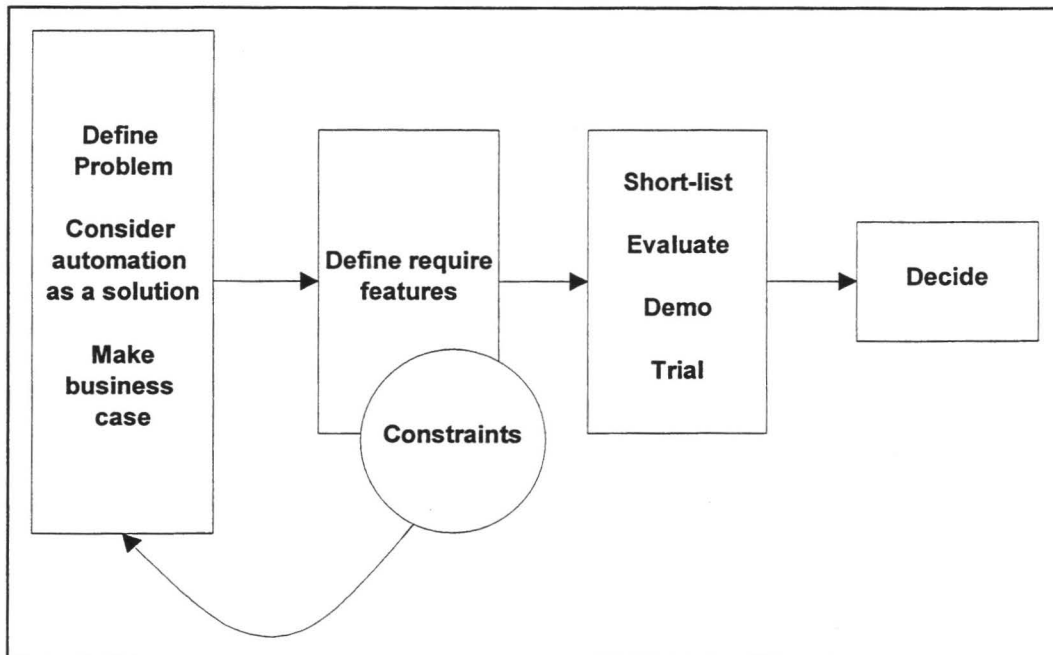 Define
Problem
Consider
automation
as a solution
Make
business
case
Define require
features
Constraints
Short-list
Evaluate
Demo
Trial
Decide